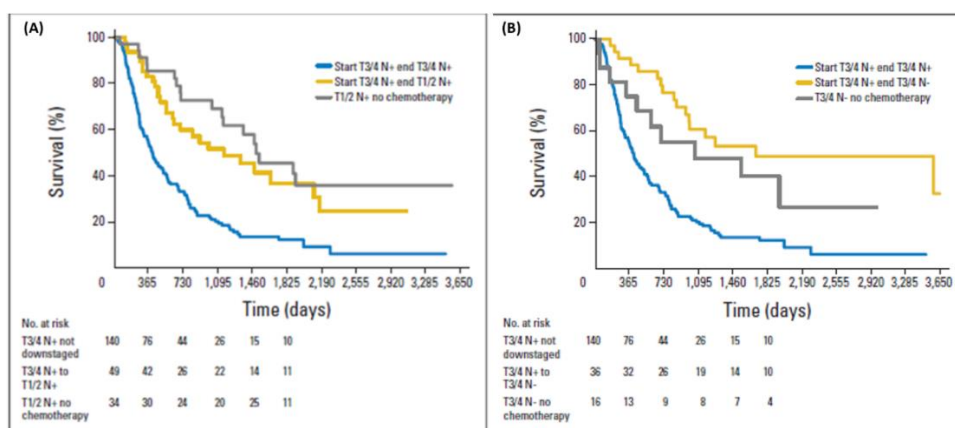 (A)
100
80
60
40
20
0
Survival (%)
Start T3/4 N+ end T3/4 N+
Start T3/4 N+ end T1/2 N+
T1/2 N+ no chemotherapy
365 730 1,095 1,460 1,825 2,190 2,555 2,920 3,285 3,650
Time (days)
No. at risk
T3/4 N+ not downstaged 140 76 44 26 15 10
T3/4 N+ to T1/2 N+ 49 42 26 22 14 11
T1/2 N+ no chemotherapy 34 30 24 20 25 11
(B)
100
80
60
40
20
0
Survival (%)
Start T3/4 N+ end T3/4 N+
Start T3/4 N+ end T3/4 N-
T3/4 N- no chemotherapy
365 730 1,095 1,460 1,825 2,190 2,555 2,920 3,285 3,650
Time (days)
No. at risk
T3/4 N+ not downstaged 140 76 44 26 15 10
T3/4 N+ to T3/4 N- 36 32 26 19 14 10
T3/4 N- no chemotherapy 16 13 9 8 7 4